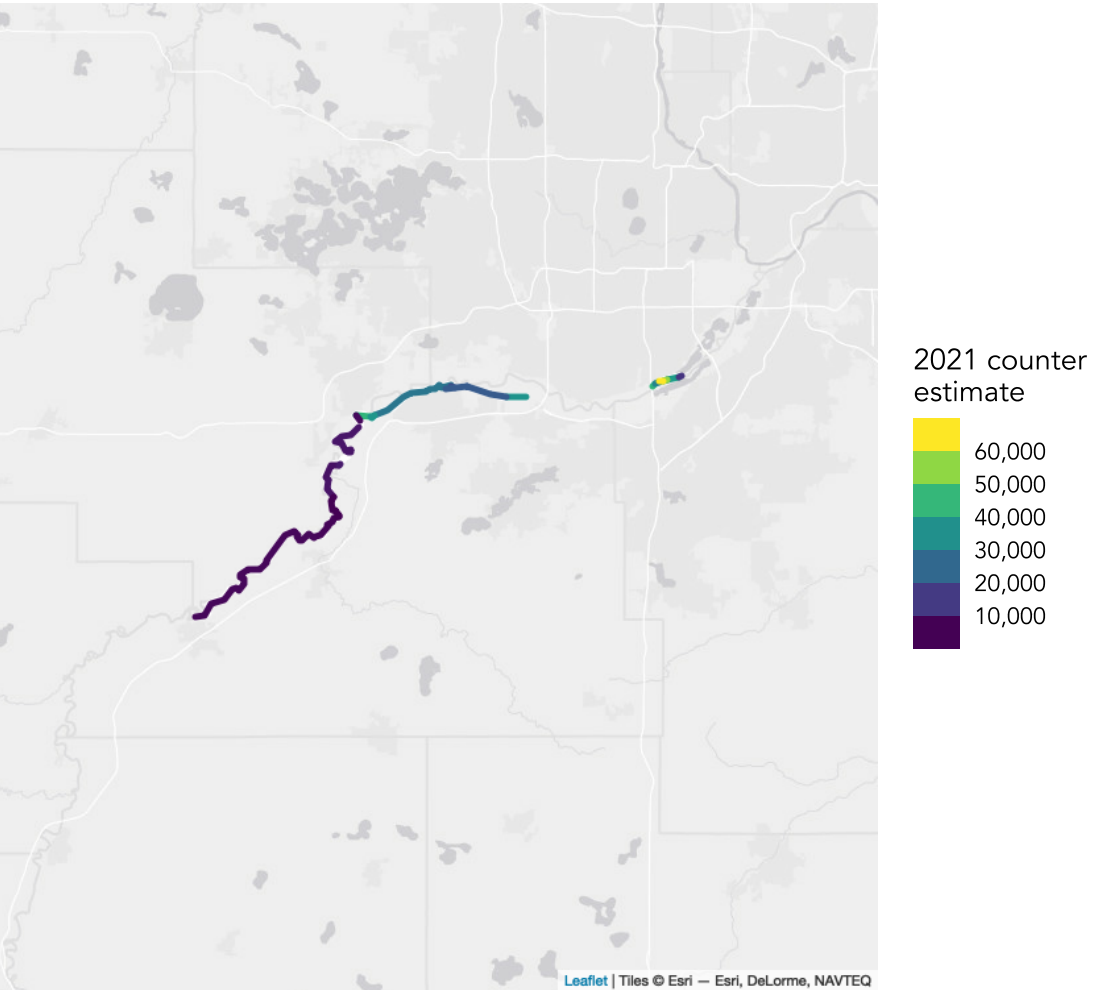 2021 counter
estimate
60,000
50,000
40,000
30,000
20,000
10,000
Leaflet | Tiles © Esri — Esri, DeLorme, NAVTEQ